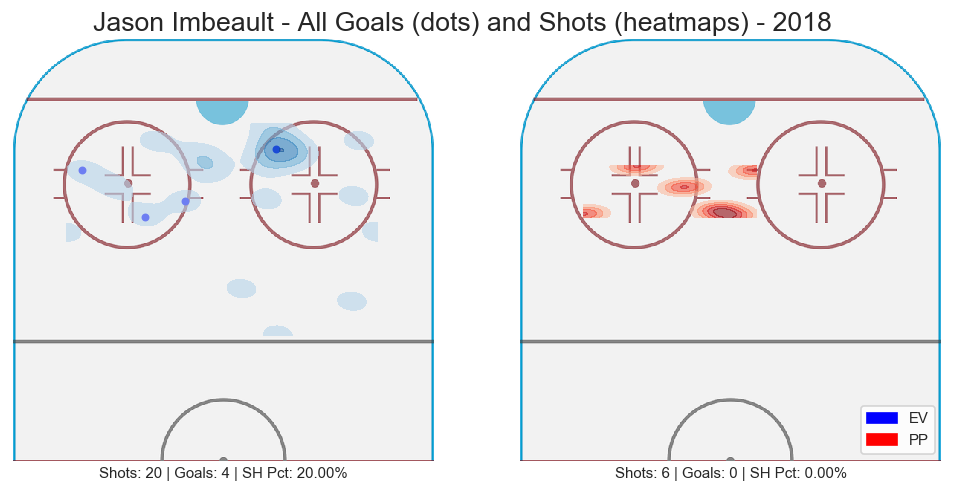 Jason Imbeault - All Goals (dots) and Shots (heatmaps) - 2018
EV
PP
Shots: 20 | Goals: 4 | SH Pct: 20.00%
Shots: 6 | Goals: 0 | SH Pct: 0.00%